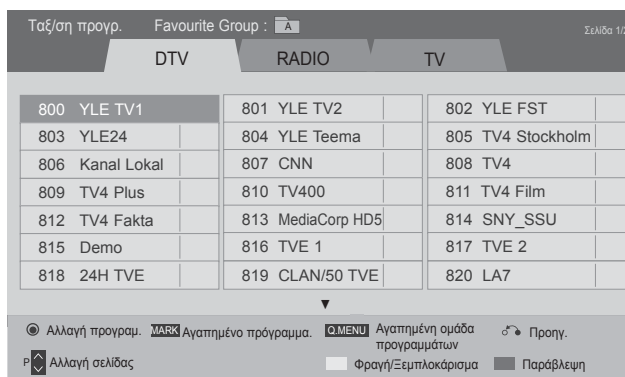 Ταξ/ση προγρ. Favourite Group : A Σελίδα 1/2
DTV RADIO TV
800 YLE TV1 801 YLE TV2 802 YLE FST
803 YLE24 804 YLE Teema 805 TV4 Stockholm
806 Kanal Lokal 807 CNN 808 TV4
809 TV4 Plus 810 TV400 811 TV4 Film
812 TV4 Fakta 813 MediaCorp HD5 814 SNY_SSU
815 Demo 816 TVE 1 817 TVE 2
818 24H TVE 819 CLAN/50 TVE 820 LA7
▼
Αλλαγή προγραμ. MARK Αγαπημένο πρόγραμμα. Q.MENU Αγαπημένη ομάδα προγραμμάτων Προηγ.
P Αλλαγή σελίδας Φραγή/Ξεμπλοκάρισμα Παράβλεψη